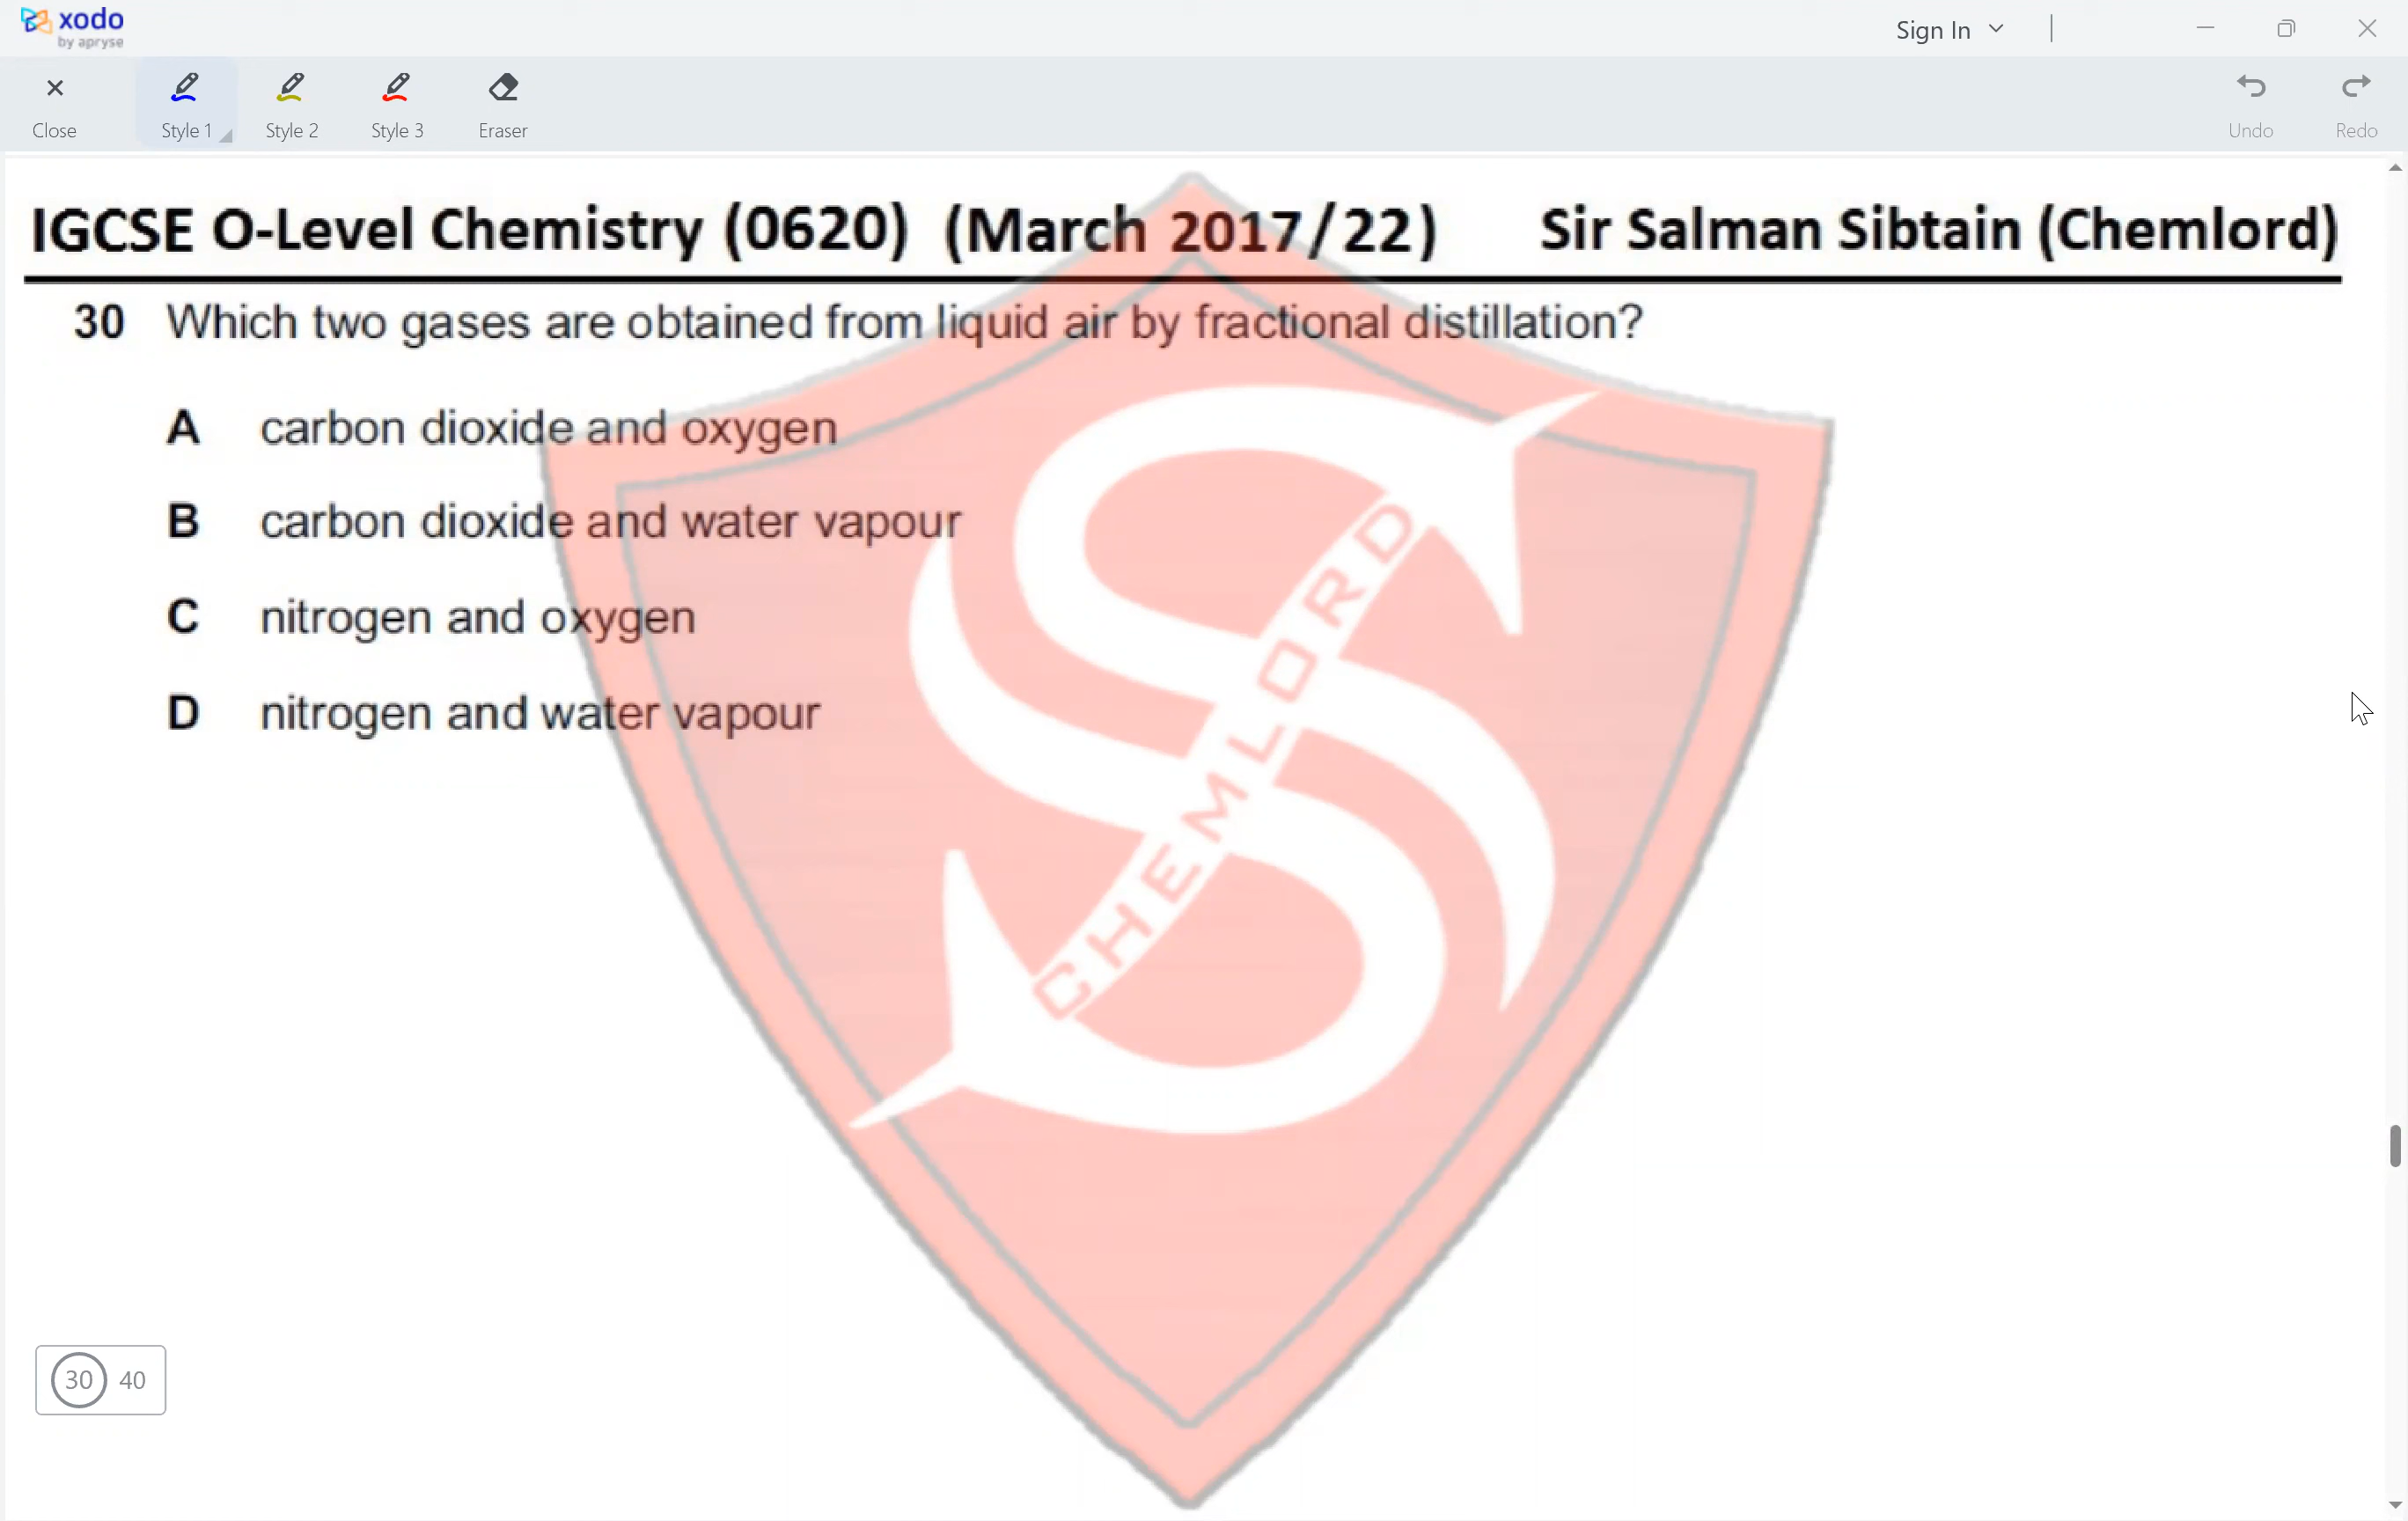 xodo
by apryse
Sign In
Close
Style 1
Style 2
Style 3
Eraser
Undo
Redo
IGCSE O-Level Chemistry (0620) (March 2017/22) Sir Salman Sibtain (Chemlord)
30 Which two gases are obtained from liquid air by fractional distillation?
A carbon dioxide and oxygen
B carbon dioxide and water vapour
C nitrogen and oxygen
D nitrogen and water vapour
CHEMLORD
30 40